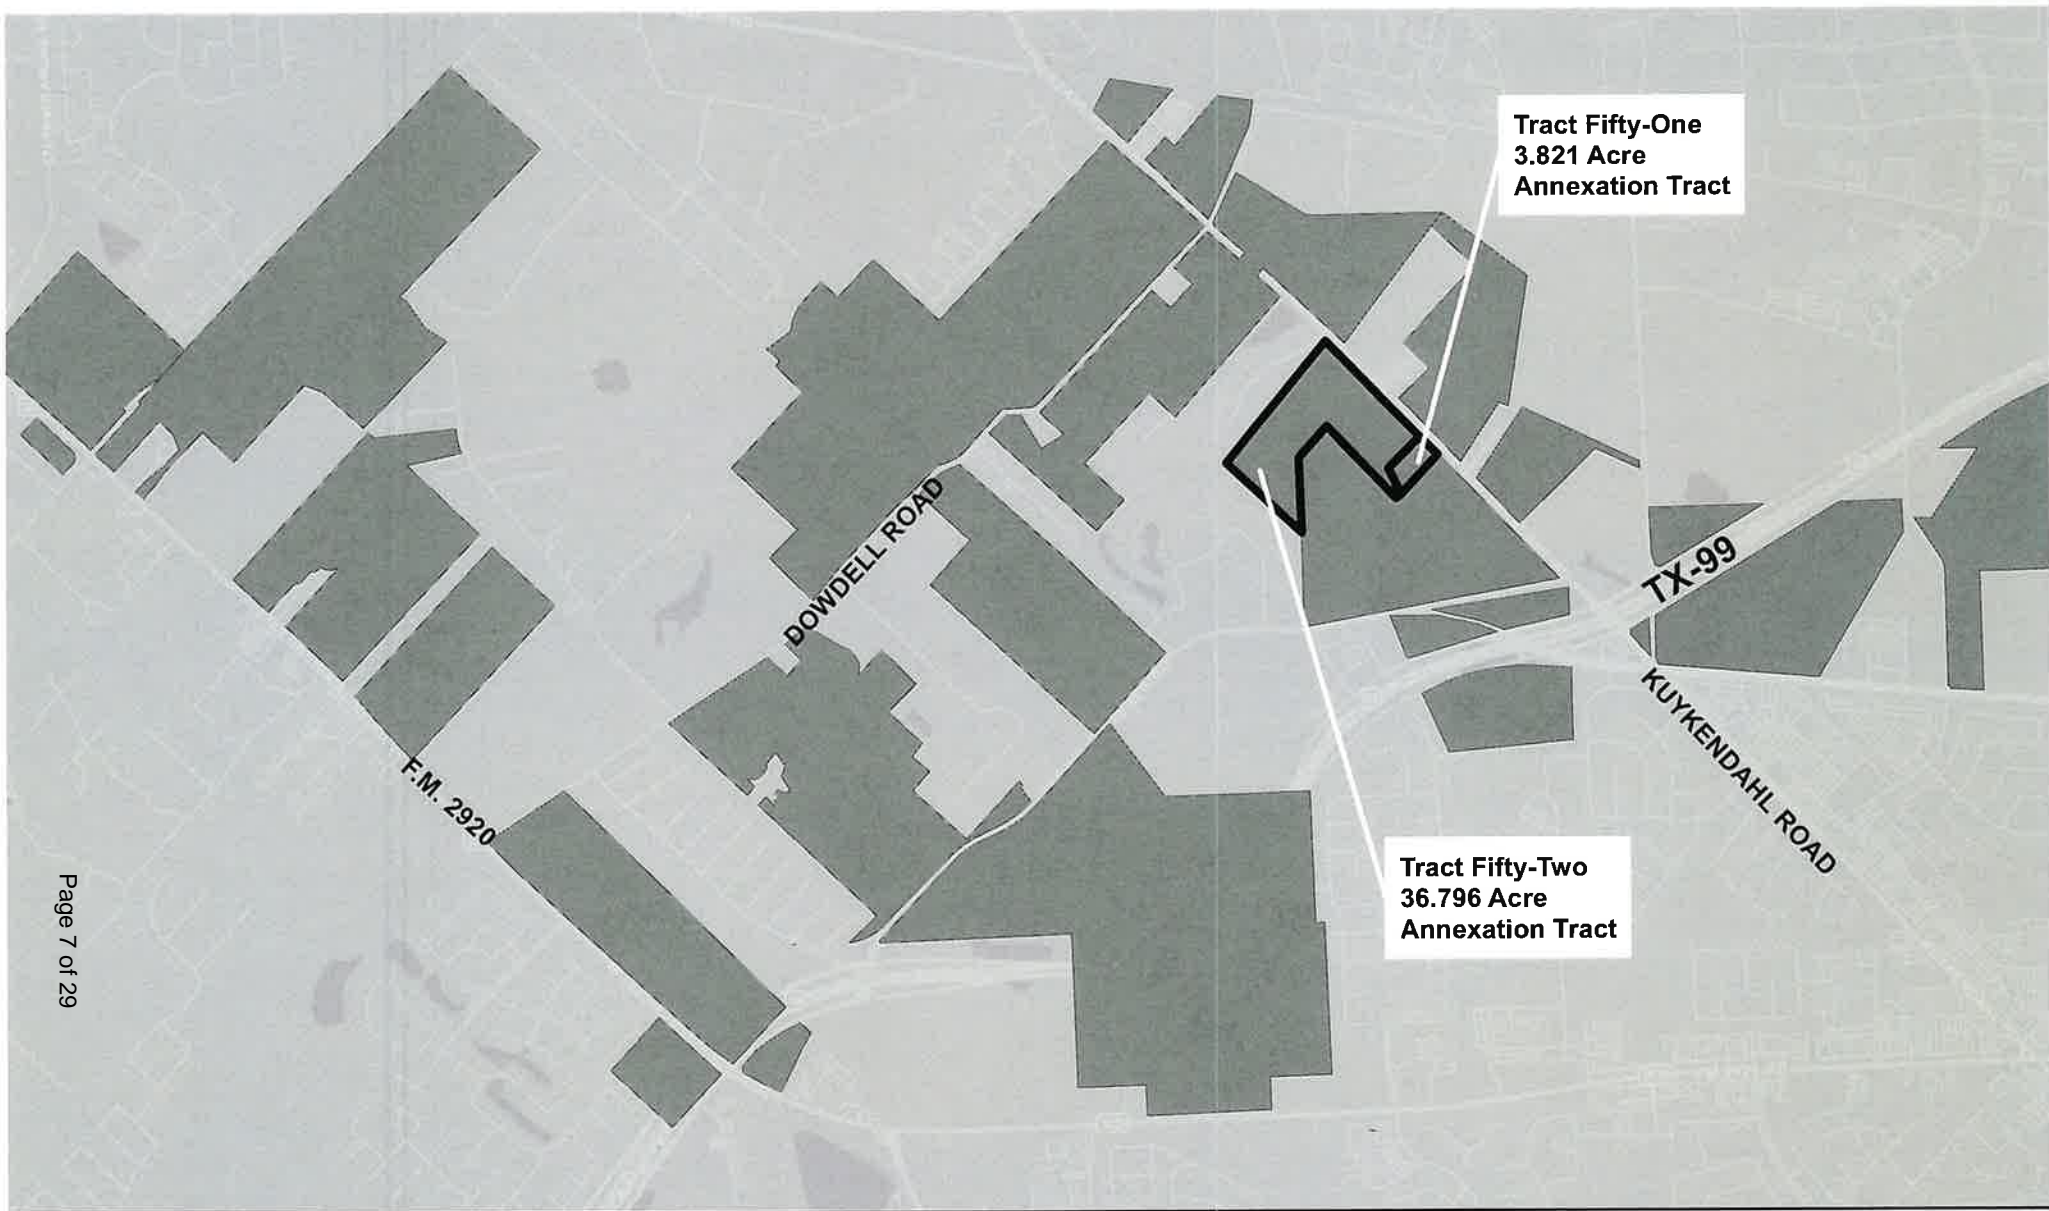 Tract Fifty-One
3.821 Acre
Annexation Tract
DOWDELL ROAD
TX-99
KUYKENDAHL ROAD
F.M. 2920
Tract Fifty-Two
36.796 Acre
Annexation Tract
Page 7 of 29